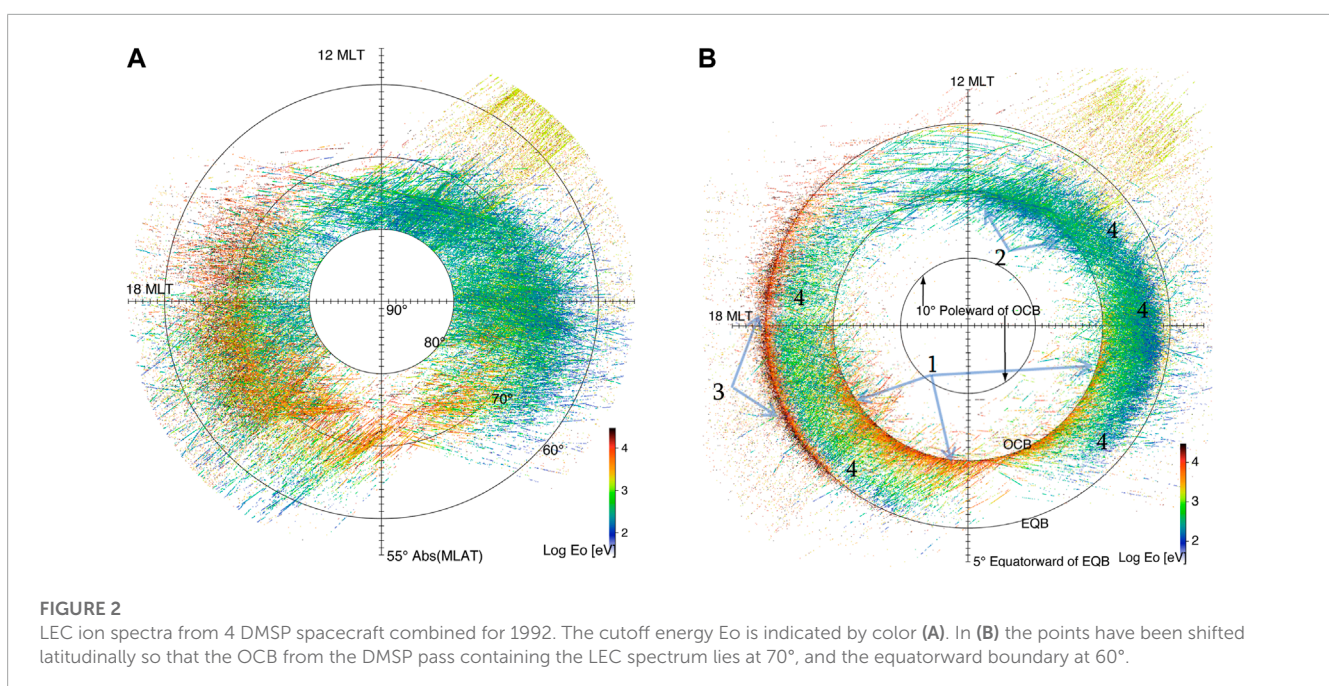 A
12 MLT
18 MLT
90°
80°
70°
60°
55° Abs(MLAT)
4
3
2
Log Eo [eV]
B
12 MLT
4
2
4
4
18 MLT
10° Poleward of OCB
1
3
OCB
4
4
EQB
4
3
2
5° Equatorward of EQB
Log Eo [eV]
FIGURE 2
LEC ion spectra from 4 DMSP spacecraft combined for 1992. The cutoff energy Eo is indicated by color (A). In (B) the points have been shifted
latitudinally so that the OCB from the DMSP pass containing the LEC spectrum lies at 70°, and the equatorward boundary at 60°.